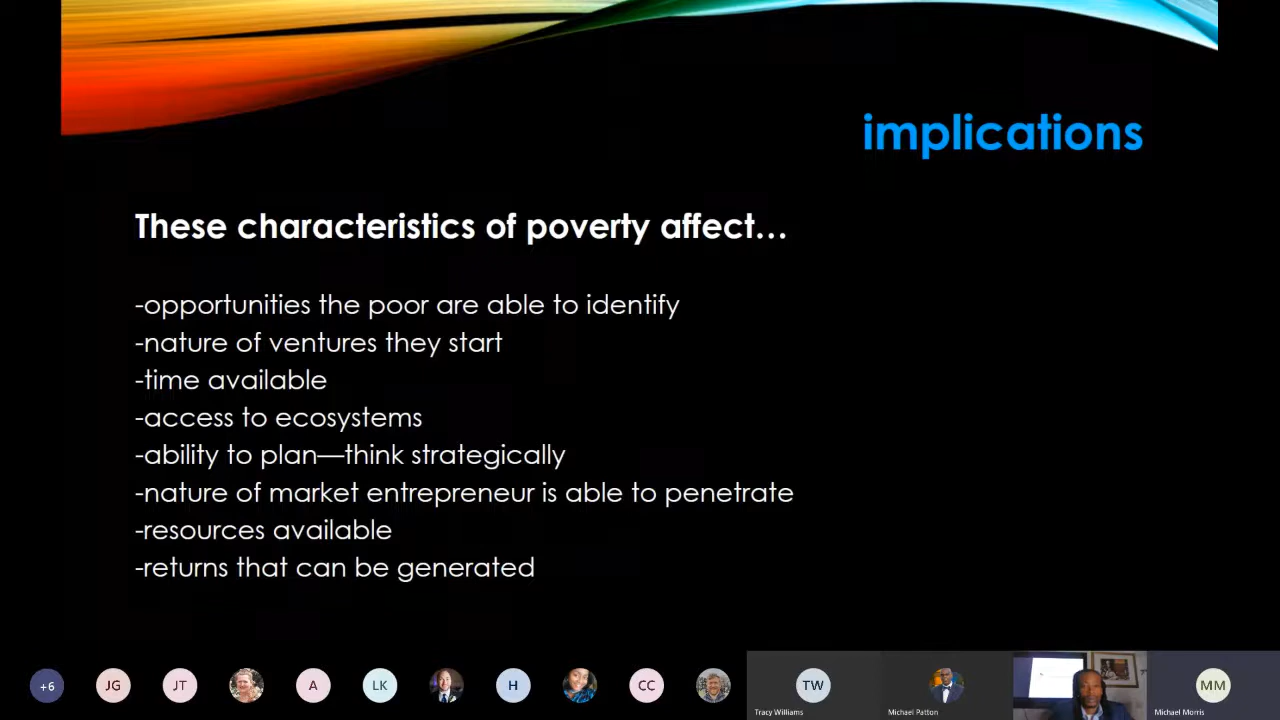 implications
These characteristics of poverty affect...
-opportunities the poor are able to identify
-nature of ventures they start
-time available
-access to ecosystems
-ability to plan—think strategically
-nature of market entrepreneur is able to penetrate
-resources available
-returns that can be generated
+6
JG
JT
A
LK
H
CC
TW
MM
Tracy Williams
Michael Patton
Michael Morris